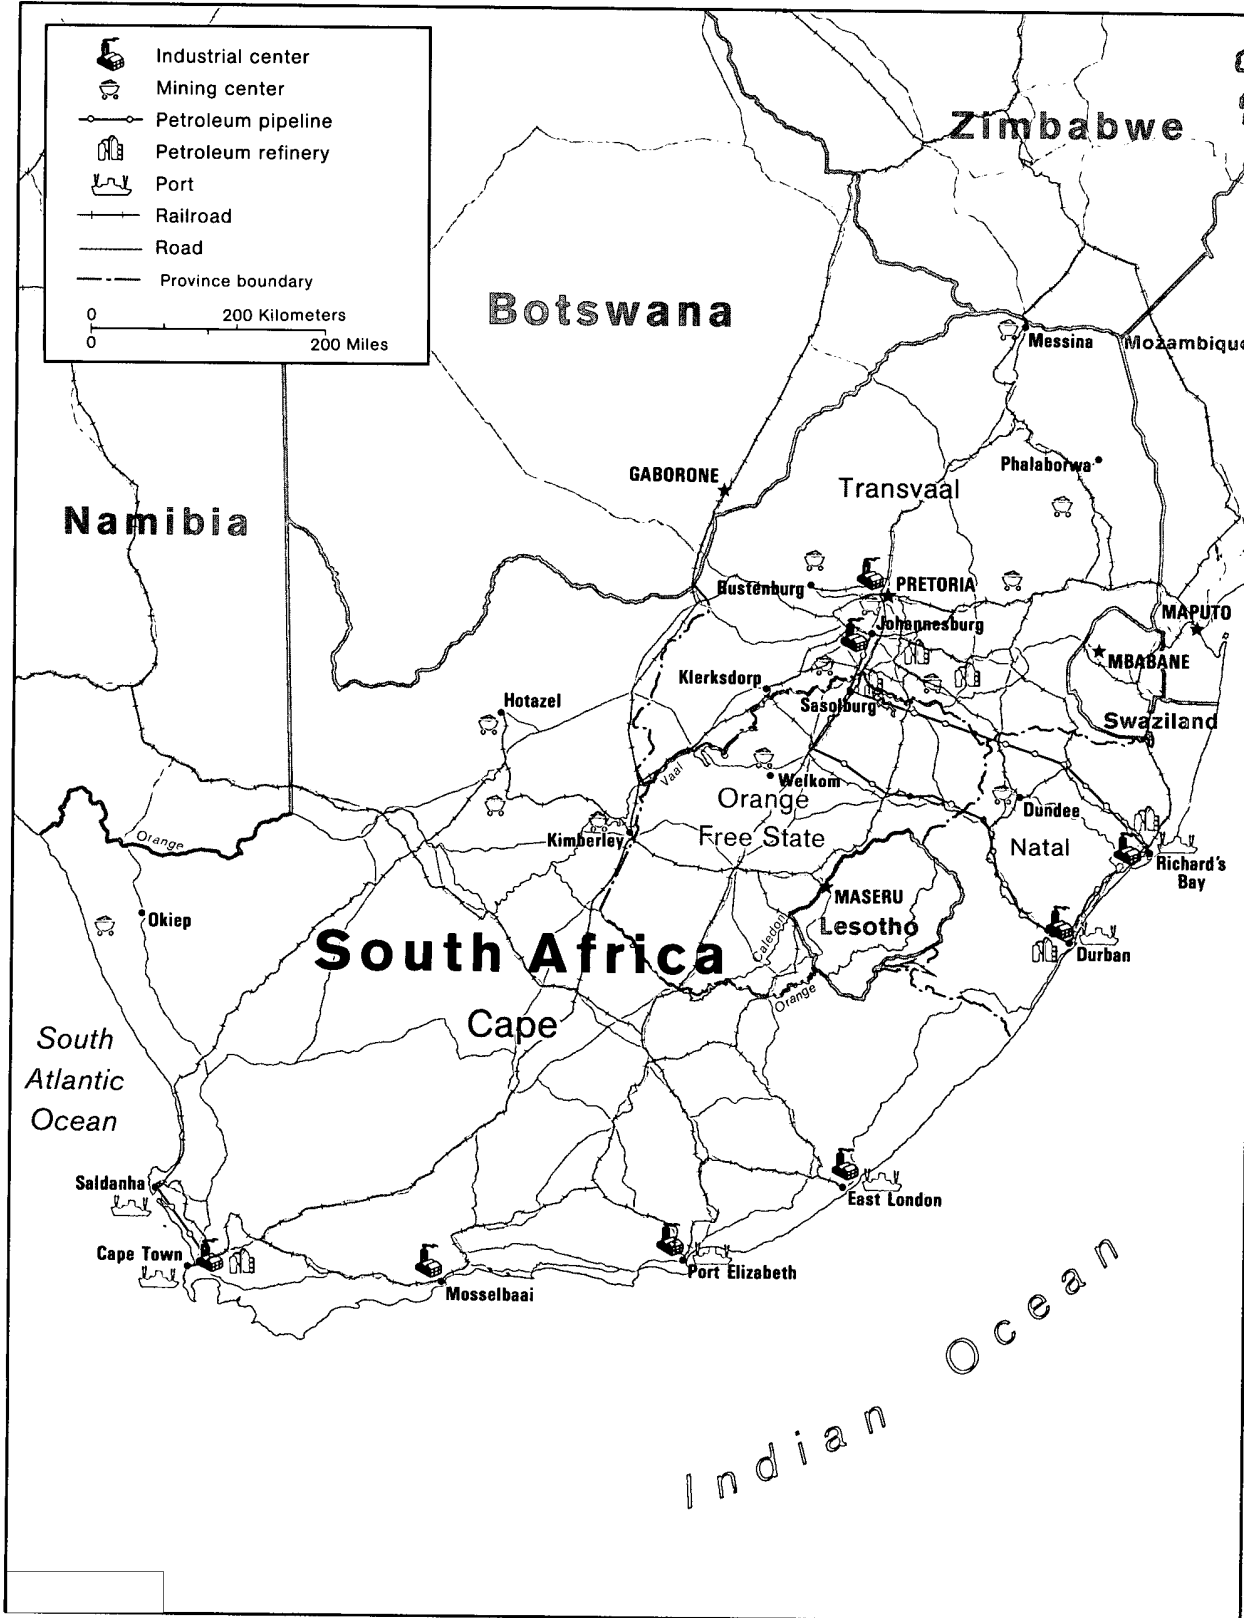 Industrial center
Mining center
Petroleum pipeline
Petroleum refinery
Port
Railroad
Road
Province boundary
0 200 Kilometers
0 200 Miles
Zimbabwe
Botswana
Messina
Mozambique
GABORONE
Phalaborwa
Transvaal
Namibia
Bustenburg
PRETORIA
MAPUTO
Johannesburg
MBABANE
Klerksdorp
Hotazel
Sasolburg
Swaziland
Vaal
Welkom
Orange
Free State
Dundee
Orange
Kimberley
Natal
Richard's
Bay
MASERU
Okiep
Lesotho
Caledon
South Africa
Durban
Orange
Cape
South
Atlantic
Ocean
Saldanha
East London
Cape Town
Port Elizabeth
Mosselbaai
Indian Ocean